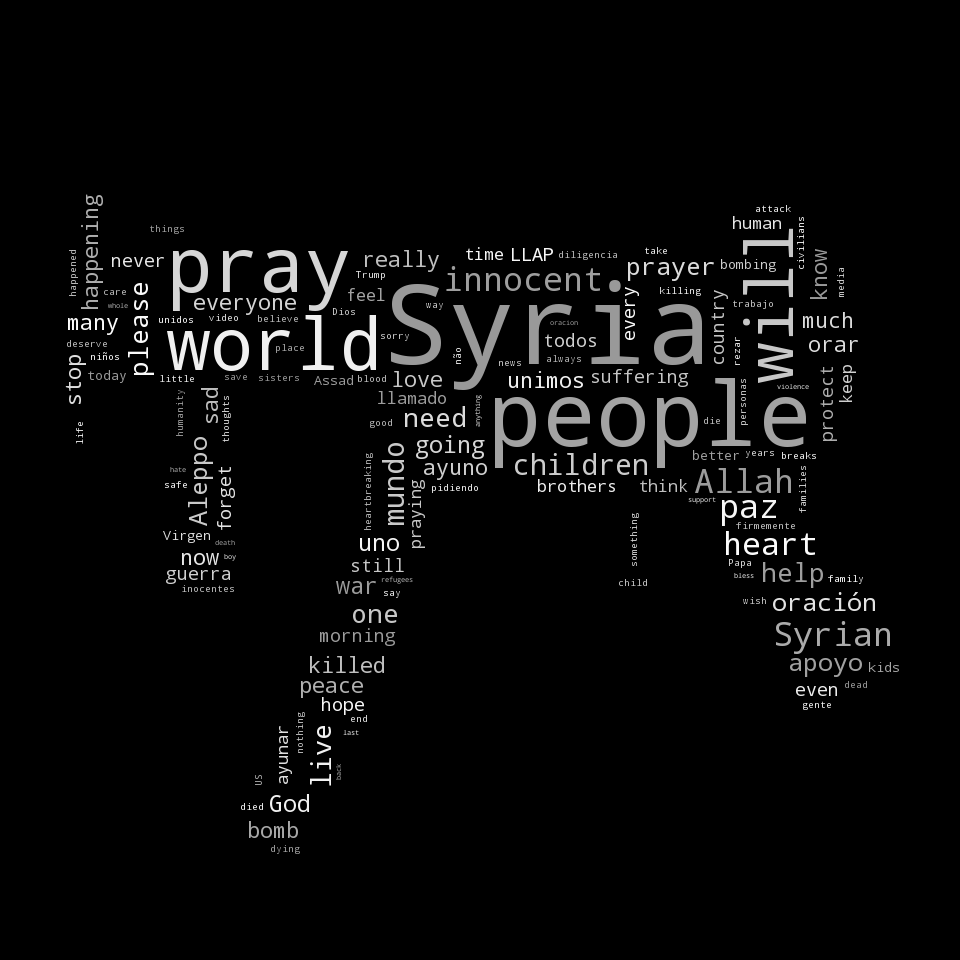 attack
happening
things
human
will
civilians
never
pray
really
time LLAP diligencia
take
prayer
bombing
know
happened
care
whole
everyone
Trump
feel
innocent
killing
media
please
Dios
way
Syria
every
country
trabajo
many
unidos
video
believe
world
sorry
oracion
todos
rezar
much
deserve
niños
place
não
always
news
orar
stop
today
little
save
sisters
Assad
blood
love
unimos
suffering
personas
violence
protect
keep
life
humanity
sad
thoughts
llamado
good
need
anything
people
die
hate
safe
Aleppo
forget
heartbreaking
mundo
going
ayuno
praying
pidiendo
children
brothers
think
better
years
breaks
Allah
families
support
paz
firmemente
Virgen
death
now
boy
guerra
inocentes
uno
still
war
refugees
say
something
child
heart
Papa
bless
help
family
one
morning
wish
oración
Syrian
killed
peace
hope
apoyo
kids
even
dead
gente
end
last
nothing
ayunar
live
back
US
died
God
bomb
dying